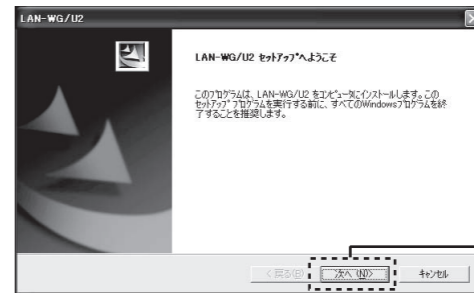 LAN-WG/U2
LAN-WG/U2 ｾｯﾄｱｯﾌﾟへようこそ
このﾌﾟﾛｸﾞﾗﾑは、LAN-WG/U2 をｺﾝﾋﾟｭｰﾀにｲﾝｽﾄｰﾙします。この
ｾｯﾄｱｯﾌﾟ ﾌﾟﾛｸﾞﾗﾑを実行する前に、すべてのWindowsﾌﾟﾛｸﾞﾗﾑを終
了することを推奨します。
< 戻る(B)
次へ (N)>
ｷｬﾝｾﾙ